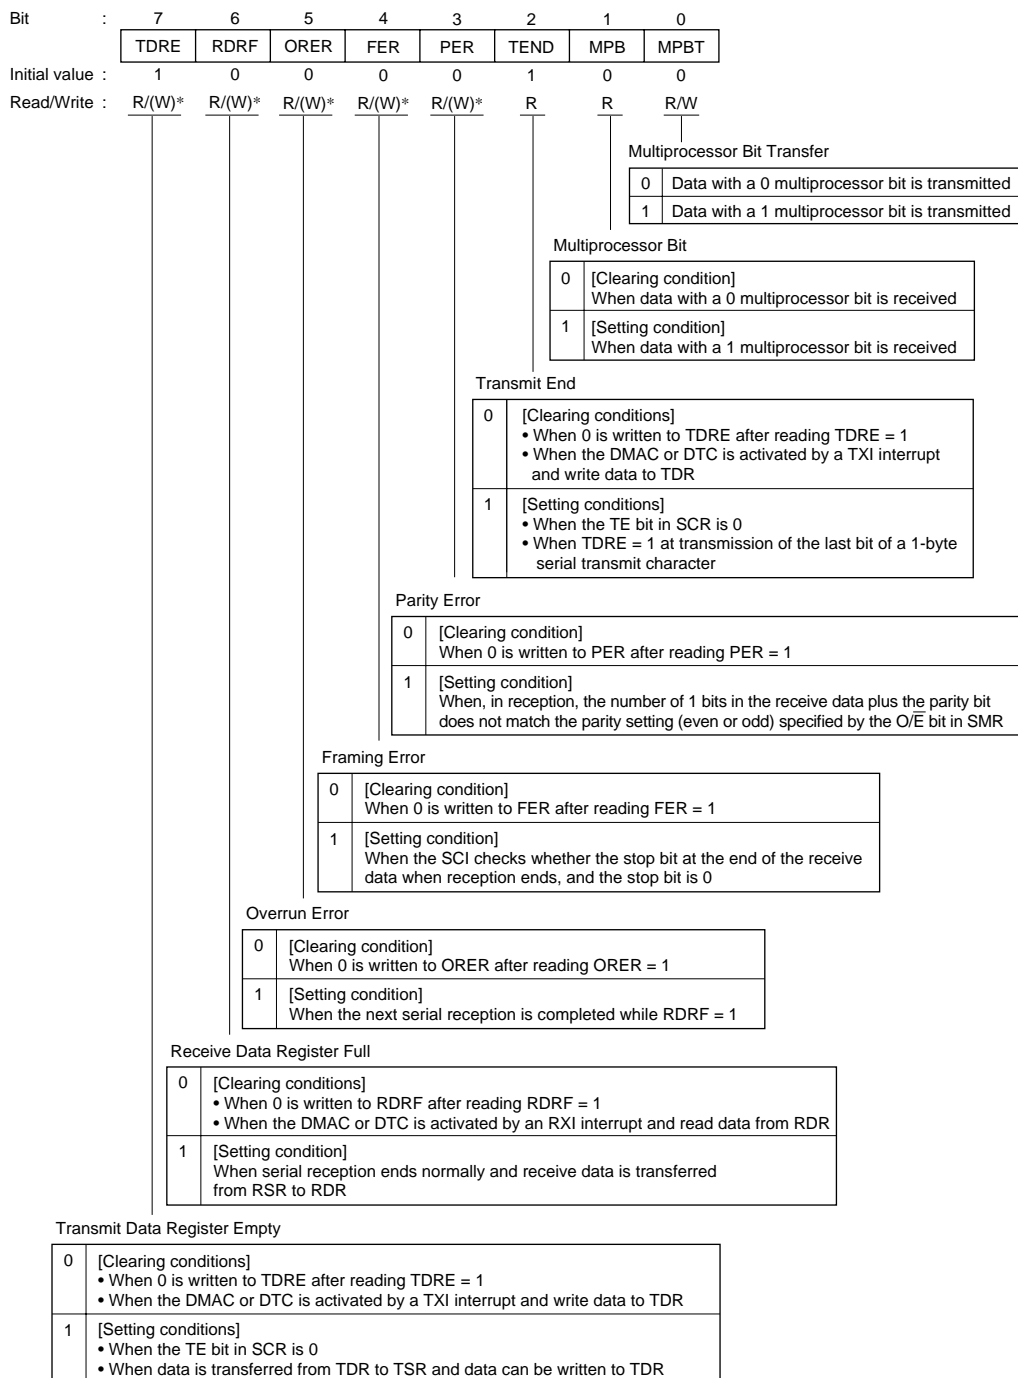 Bit : 7 6 5 4 3 2 1 0
TDRE RDRF ORER FER PER TEND MPB MPBT
Initial value : 1 0 0 0 0 1 0 0
Read/Write : R/(W)* R/(W)* R/(W)* R/(W)* R/(W)* R R R/W
Multiprocessor Bit Transfer
0 Data with a 0 multiprocessor bit is transmitted
1 Data with a 1 multiprocessor bit is transmitted
Multiprocessor Bit
0 [Clearing condition]
When data with a 0 multiprocessor bit is received
1 [Setting condition]
When data with a 1 multiprocessor bit is received
Transmit End
0 [Clearing conditions]
• When 0 is written to TDRE after reading TDRE = 1
• When the DMAC or DTC is activated by a TXI interrupt
and write data to TDR
1 [Setting conditions]
• When the TE bit in SCR is 0
• When TDRE = 1 at transmission of the last bit of a 1-byte
serial transmit character
Parity Error
0 [Clearing condition]
When 0 is written to PER after reading PER = 1
1 [Setting condition]
When, in reception, the number of 1 bits in the receive data plus the parity bit
does not match the parity setting (even or odd) specified by the O/E̅ bit in SMR
Framing Error
0 [Clearing condition]
When 0 is written to FER after reading FER = 1
1 [Setting condition]
When the SCI checks whether the stop bit at the end of the receive
data when reception ends, and the stop bit is 0
Overrun Error
0 [Clearing condition]
When 0 is written to ORER after reading ORER = 1
1 [Setting condition]
When the next serial reception is completed while RDRF = 1
Receive Data Register Full
0 [Clearing conditions]
• When 0 is written to RDRF after reading RDRF = 1
• When the DMAC or DTC is activated by an RXI interrupt and read data from RDR
1 [Setting condition]
When serial reception ends normally and receive data is transferred
from RSR to RDR
Transmit Data Register Empty
0 [Clearing conditions]
• When 0 is written to TDRE after reading TDRE = 1
• When the DMAC or DTC is activated by a TXI interrupt and write data to TDR
1 [Setting conditions]
• When the TE bit in SCR is 0
• When data is transferred from TDR to TSR and data can be written to TDR